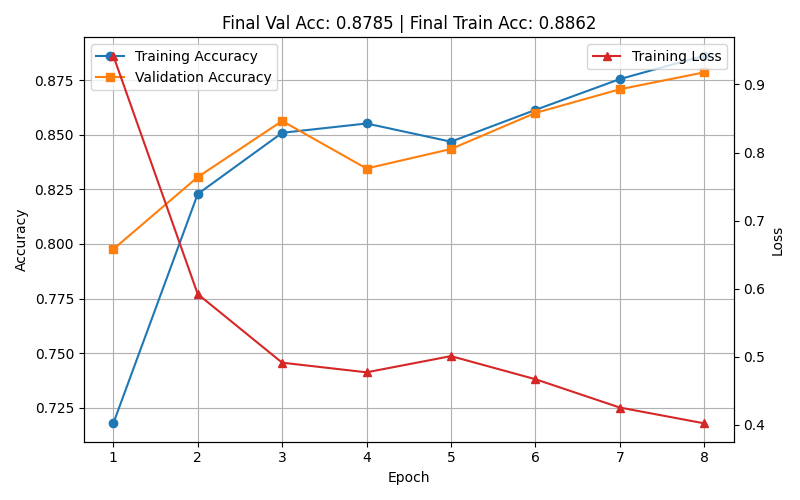 Final Val Acc: 0.8785 | Final Train Acc: 0.8862
Training Accuracy
Validation Accuracy
Training Loss
0.875
0.850
0.825
0.800
0.775
0.750
0.725
Accuracy
0.9
0.8
0.7
0.6
0.5
0.4
Loss
1 2 3 4 5 6 7 8
Epoch